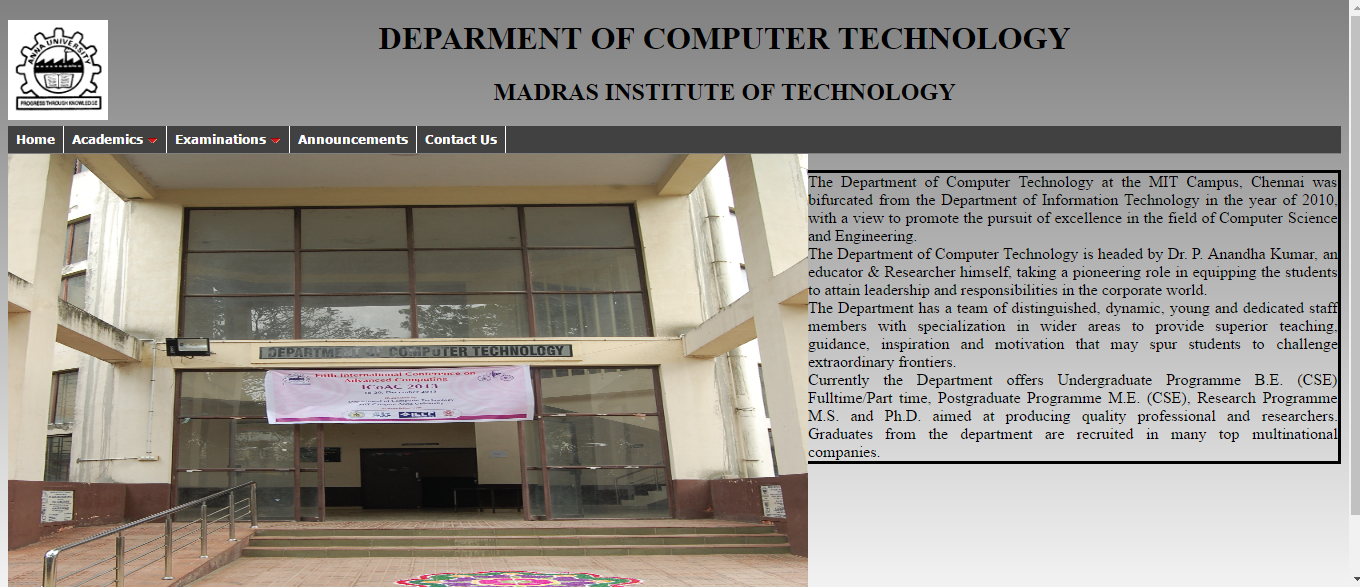 ANNA UNIVERSITY
PROGRESS THROUGH KNOWLEDGE
DEPARMENT OF COMPUTER TECHNOLOGY
MADRAS INSTITUTE OF TECHNOLOGY
Home Academics Examinations Announcements Contact Us
DEPARTMENT OF COMPUTER TECHNOLOGY
Fifth International Conference on
Advanced Computing
ICoAC 2013
The Department of Computer Technology at the MIT Campus, Chennai was
bifurcated from the Department of Information Technology in the year of 2010,
with a view to promote the pursuit of excellence in the field of Computer Science
and Engineering.
The Department of Computer Technology is headed by Dr. P. Anandha Kumar, an
educator & Researcher himself, taking a pioneering role in equipping the students
to attain leadership and responsibilities in the corporate world.
The Department has a team of distinguished, dynamic, young and dedicated staff
members with specialization in wider areas to provide superior teaching,
guidance, inspiration and motivation that may spur students to challenge
extraordinary frontiers.
Currently the Department offers Undergraduate Programme B.E. (CSE)
Fulltime/Part time, Postgraduate Programme M.E. (CSE), Research Programme
M.S. and Ph.D. aimed at producing quality professional and researchers.
Graduates from the department are recruited in many top multinational
companies.